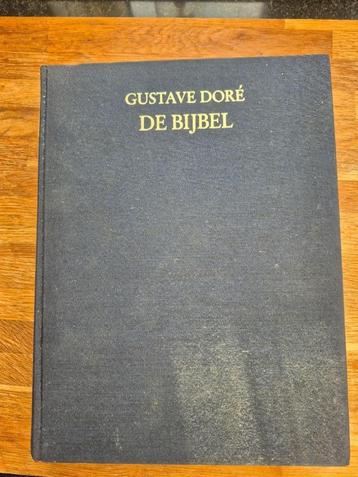 GUSTAVE DORÉ
DE BIJBEL